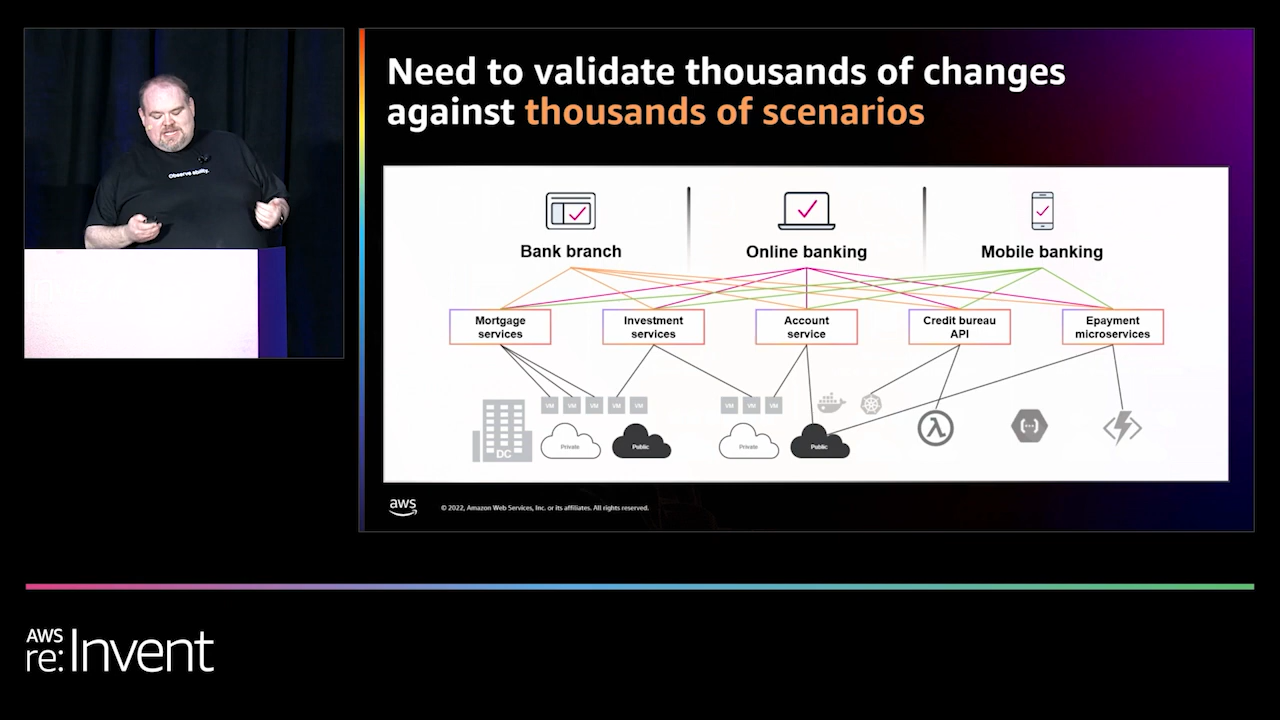 Need to validate thousands of changes
against thousands of scenarios
Observe ability.
Bank branch
Online banking
Mobile banking
Mortgage
services
Investment
services
Account
service
Credit bureau
API
Epayment
microservices
VM VM VM VM VM
VM VM VM
DC
Private
Public
Private
Public
aws
© 2022, Amazon Web Services, Inc. or its affiliates. All rights reserved.
AWS
re:Invent